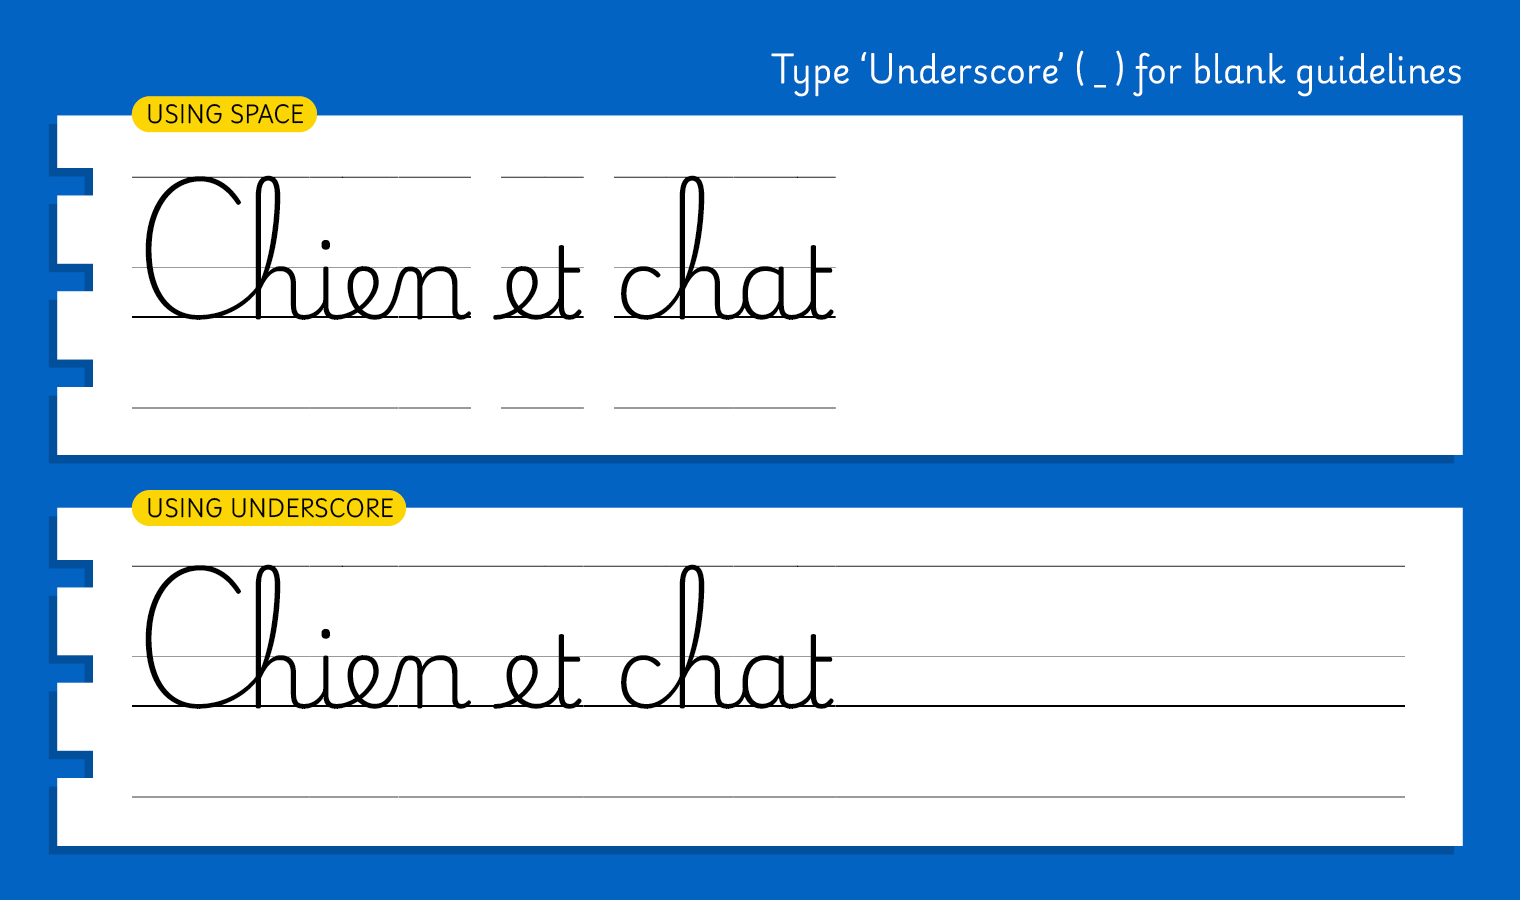 Type ‘Underscore’ ( _ ) for blank guidelines
USING SPACE
Chien et chat
USING UNDERSCORE
Chien et chat